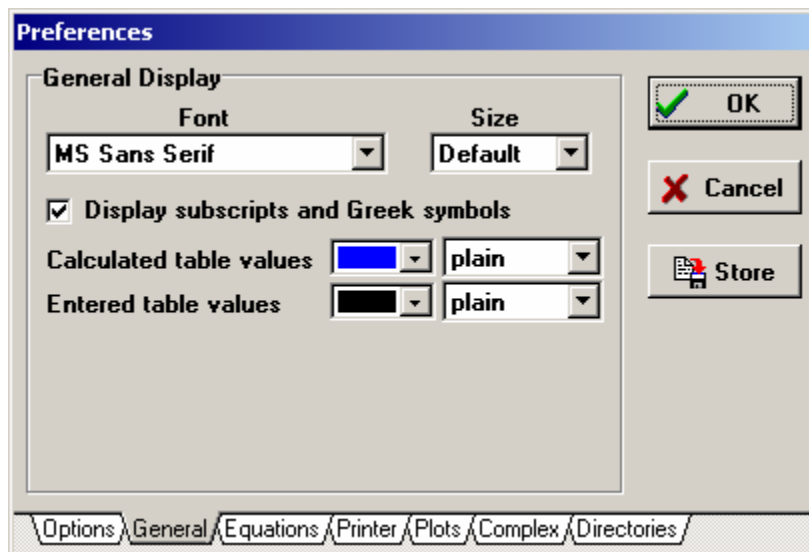 Preferences
General Display
Font Size
MS Sans Serif Default
Display subscripts and Greek symbols
Calculated table values plain
Entered table values plain
OK
Cancel
Store
Options General Equations Printer Plots Complex Directories